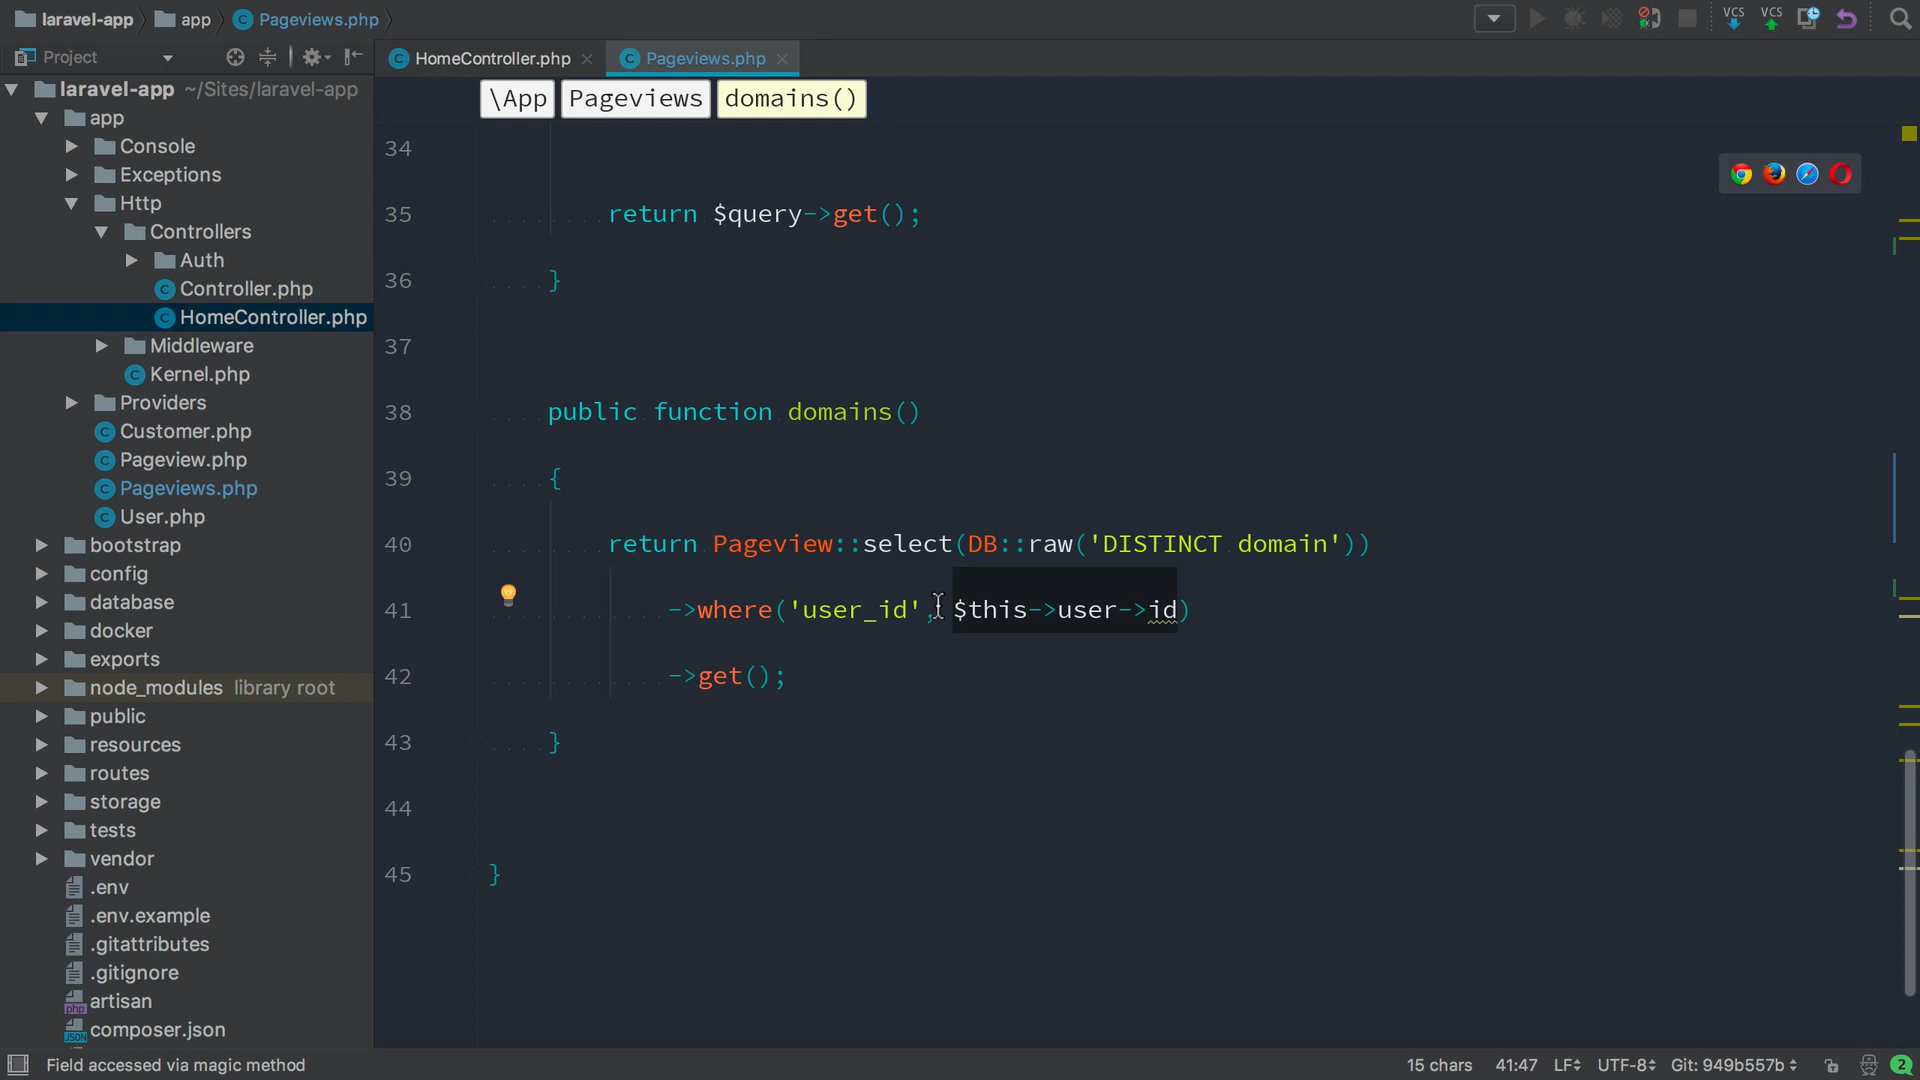 laravel-app app Pageviews.php
VCS VCS
Project
HomeController.php Pageviews.php
\App Pageviews domains()
laravel-app ~/Sites/laravel-app
app
Console
Exceptions
Http
Controllers
Auth
Controller.php
HomeController.php
Middleware
Kernel.php
Providers
Customer.php
Pageview.php
Pageviews.php
User.php
bootstrap
config
database
docker
exports
node_modules library root
public
resources
routes
storage
tests
vendor
.env
.env.example
.gitattributes
.gitignore
artisan
composer.json
34
35 return $query->get();
36 }
37
38 public function domains()
39 {
40 return Pageview::select(DB::raw('DISTINCT domain'))
41 ->where('user_id', $this->user->id)
42 ->get();
43 }
44
45 }
Field accessed via magic method 15 chars 41:47 LF UTF-8 Git: 949b557b 2